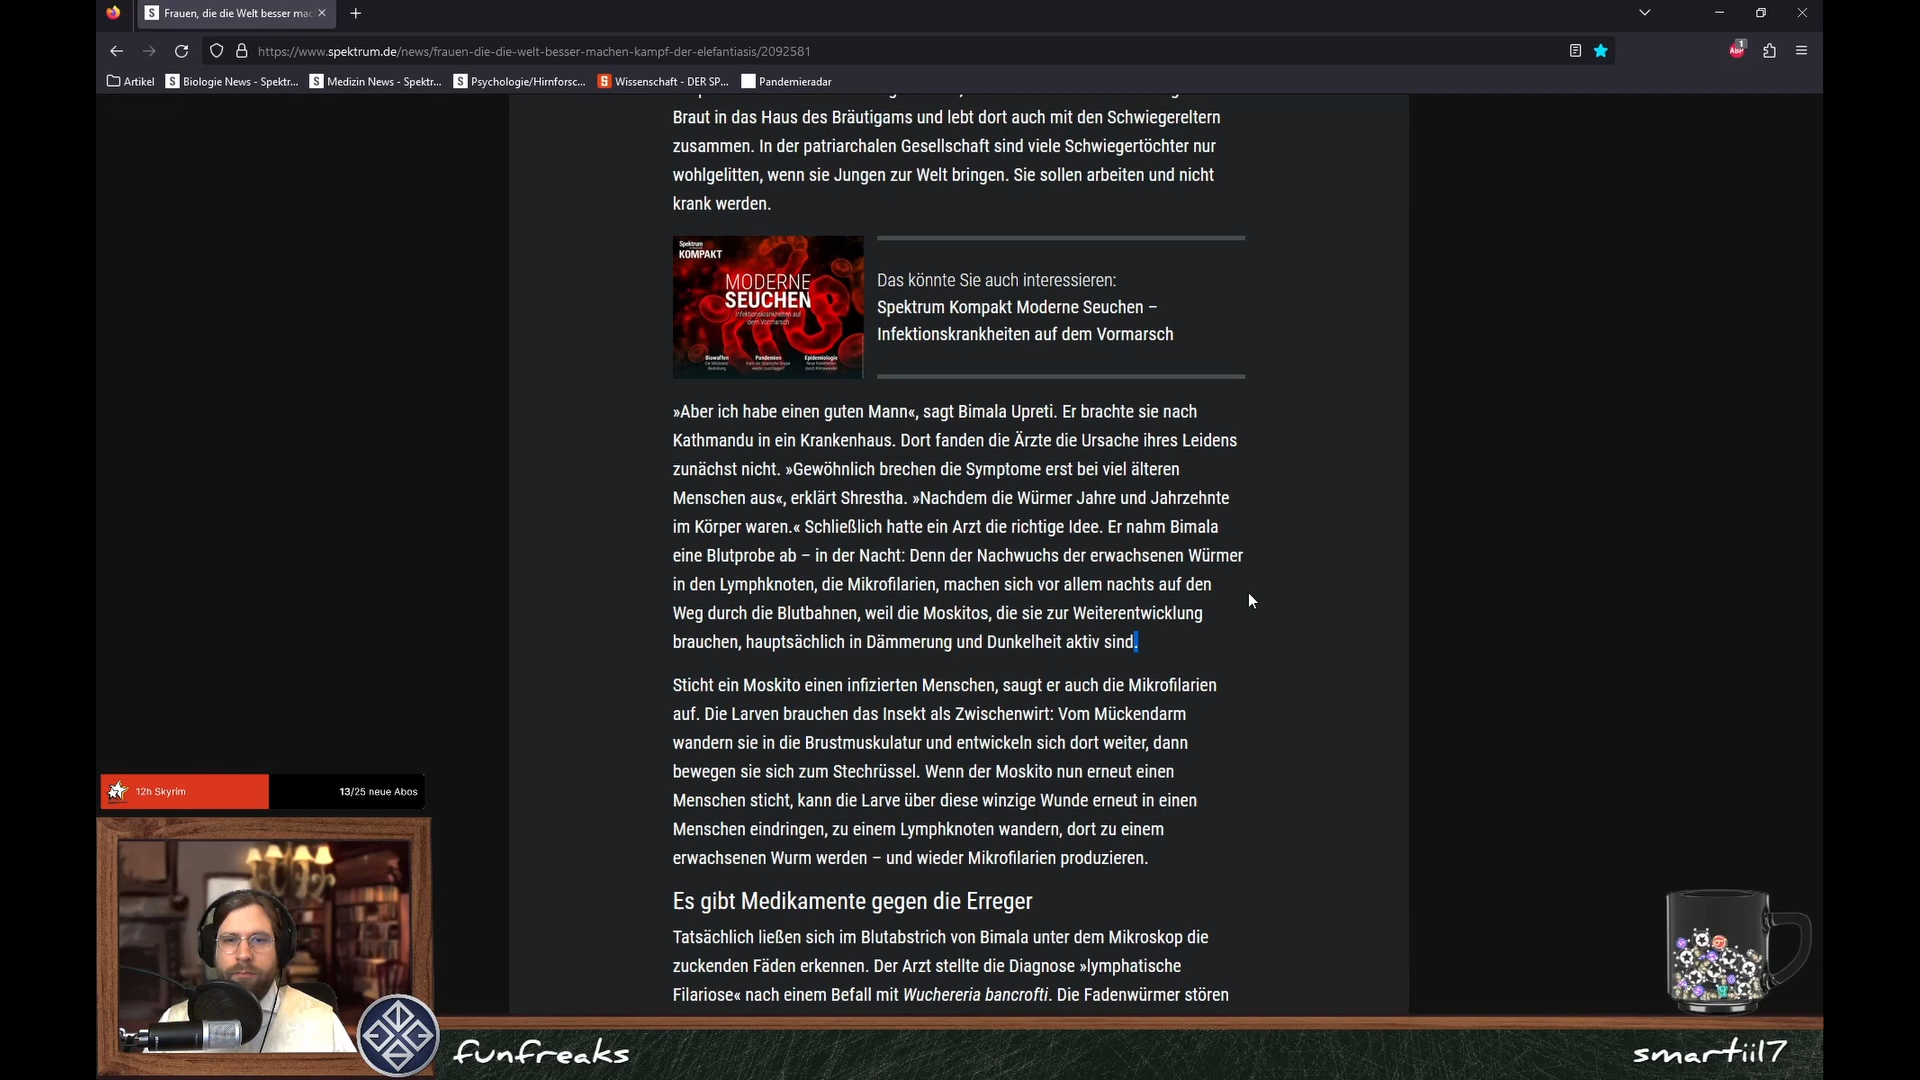 Frauen, die die Welt besser mac
https://www.spektrum.de/news/frauen-die-die-welt-besser-machen-kampf-der-elefantiasis/2092581
ABP
1
Artikel
Biologie News - Spektr...
Medizin News - Spektr...
Psychologie/Hirnforsc...
Wissenschaft - DER SP...
Pandemieradar
Braut in das Haus des Bräutigams und lebt dort auch mit den Schwiegereltern
zusammen. In der patriarchalen Gesellschaft sind viele Schwiegertöchter nur
wohlgelitten, wenn sie Jungen zur Welt bringen. Sie sollen arbeiten und nicht
krank werden.
Spektrum
KOMPAKT
MODERNE
SEUCHEN
Infektionskrankheiten auf
dem Vormarsch
Biowaffen
Pandemien
Epidemiologie
Das könnte Sie auch interessieren:
Spektrum Kompakt Moderne Seuchen –
Infektionskrankheiten auf dem Vormarsch
»Aber ich habe einen guten Mann«, sagt Bimala Upreti. Er brachte sie nach
Kathmandu in ein Krankenhaus. Dort fanden die Ärzte die Ursache ihres Leidens
zunächst nicht. »Gewöhnlich brechen die Symptome erst bei viel älteren
Menschen aus«, erklärt Shrestha. »Nachdem die Würmer Jahre und Jahrzehnte
im Körper waren.« Schließlich hatte ein Arzt die richtige Idee. Er nahm Bimala
eine Blutprobe ab – in der Nacht: Denn der Nachwuchs der erwachsenen Würmer
in den Lymphknoten, die Mikrofilarien, machen sich vor allem nachts auf den
Weg durch die Blutbahnen, weil die Moskitos, die sie zur Weiterentwicklung
brauchen, hauptsächlich in Dämmerung und Dunkelheit aktiv sind.
Sticht ein Moskito einen infizierten Menschen, saugt er auch die Mikrofilarien
auf. Die Larven brauchen das Insekt als Zwischenwirt: Vom Mückendarm
wandern sie in die Brustmuskulatur und entwickeln sich dort weiter, dann
bewegen sie sich zum Stechrüssel. Wenn der Moskito nun erneut einen
Menschen sticht, kann die Larve über diese winzige Wunde erneut in einen
Menschen eindringen, zu einem Lymphknoten wandern, dort zu einem
erwachsenen Wurm werden – und wieder Mikrofilarien produzieren.
Es gibt Medikamente gegen die Erreger
Tatsächlich ließen sich im Blutabstrich von Bimala unter dem Mikroskop die
zuckenden Fäden erkennen. Der Arzt stellte die Diagnose »lymphatische
Filariose« nach einem Befall mit Wuchereria bancrofti. Die Fadenwürmer stören
12h Skyrim
13/25 neue Abos
funfreaks
smartii17